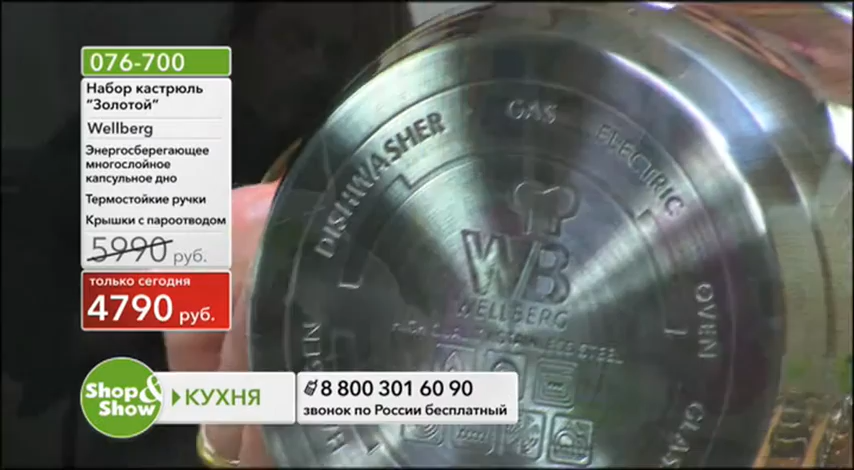 076-700
Набор кастрюль
“Золотой”
Wellberg
Энергосберегающее
многослойное
капсульное дно
Термостойкие ручки
Крышки с пароотводом
5990 руб.
только сегодня
4790 руб.
Shop&
Show
КУХНЯ
8 800 301 60 90
звонок по России бесплатный
DISHWASHER
GAS
ELECTRIC
OVEN
WB
WELLBERG
STEEL